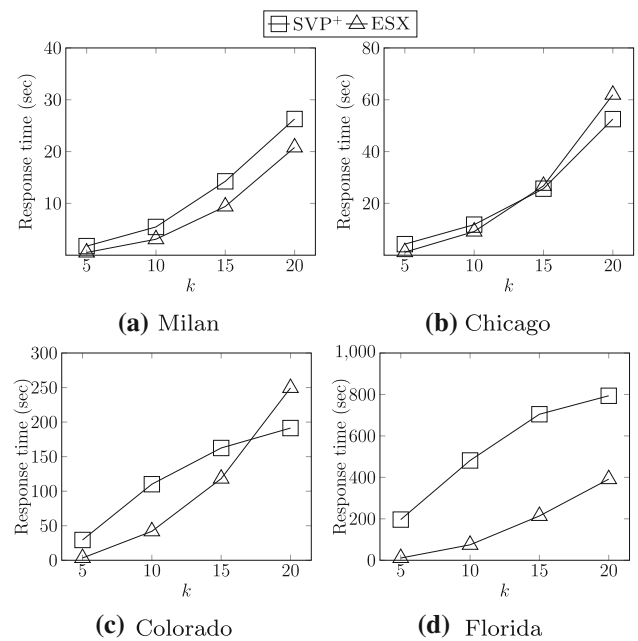 SVP+ ESX
Response time (sec)
40
30
20
10
5 10 15 20
k
(a) Milan
Response time (sec)
80
60
40
20
5 10 15 20
k
(b) Chicago
Response time (sec)
300
250
200
150
100
50
0
5 10 15 20
k
(c) Colorado
Response time (sec)
1,000
800
600
400
200
0
5 10 15 20
k
(d) Florida